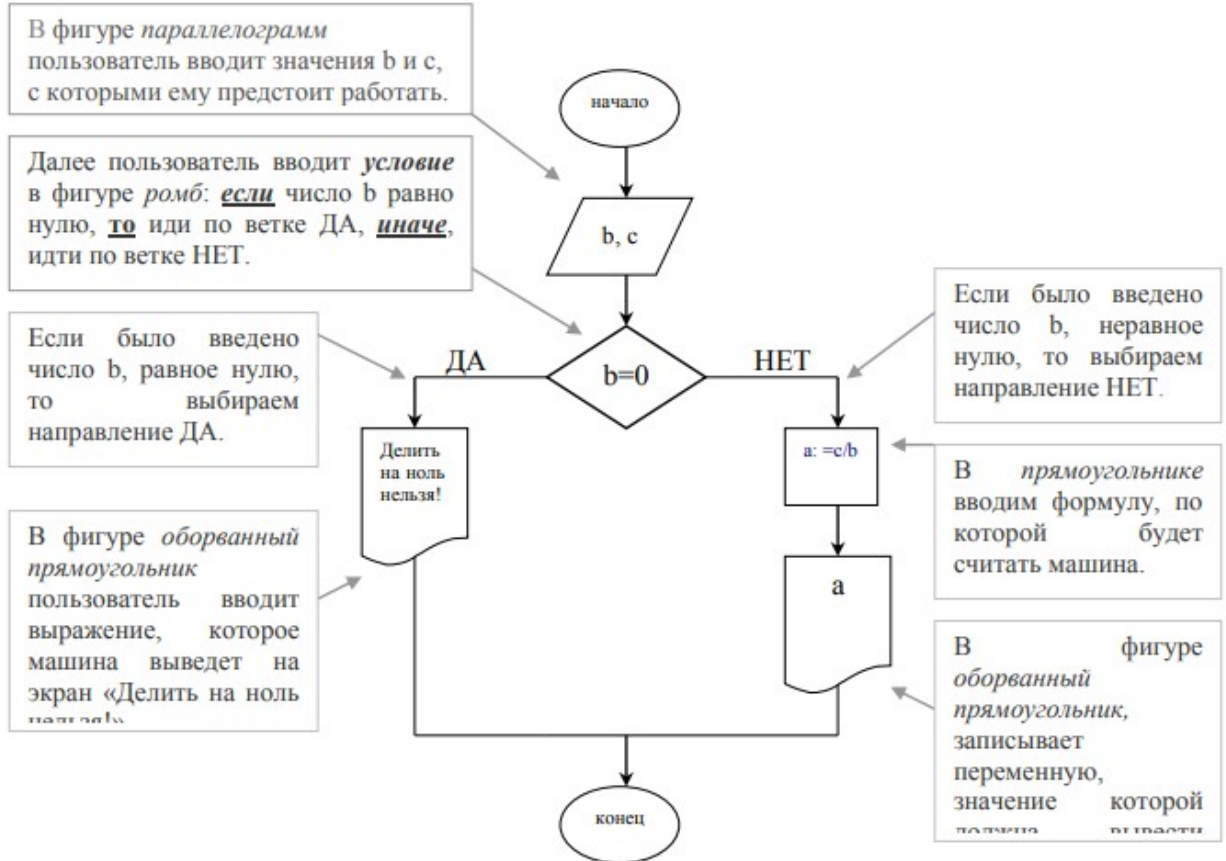 В фигуре параллелограмм
пользователь вводит значения b и c,
с которыми ему предстоит работать.
начало
Далее пользователь вводит условие
в фигуре ромб: если число b равно
нулю, то иди по ветке ДА, иначе,
идти по ветке НЕТ.
b, c
Если было введено
число b, равное нулю,
то выбираем
направление ДА.
ДА
b=0
НЕТ
Если было введено
число b, неравное
нулю, то выбираем
направление НЕТ.
Делить
на ноль
нельзя!
a: =c/b
В прямоугольнике
вводим формулу, по
которой будет
считать машина.
В фигуре оборванный
прямоугольник
пользователь вводит
выражение, которое
машина выведет на
экран «Делить на ноль
нельзя!»
a
В фигуре
оборванный
прямоугольник,
записывает
переменную,
значение которой
должна вывести
конец